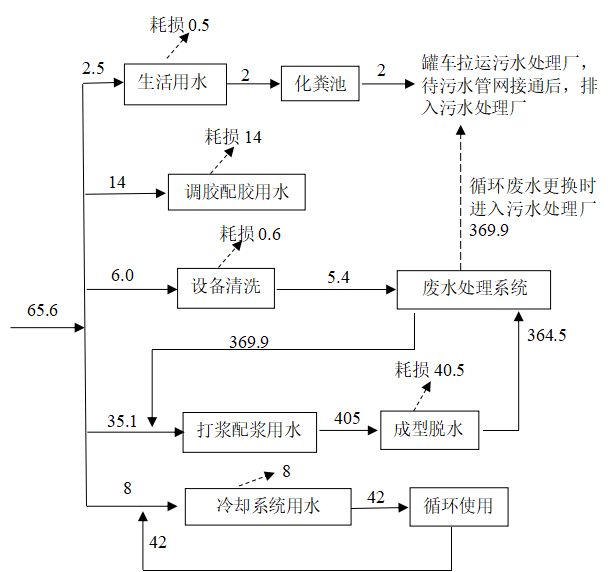 耗损 0.5
2.5
生活用水
2
化粪池
2
罐车拉运污水处理厂，
待污水管网接通后，排
入污水处理厂
耗损 14
14
调胶配胶用水
循环废水更换时
进入污水处理厂
369.9
耗损 0.6
6.0
设备清洗
5.4
废水处理系统
65.6
369.9
364.5
耗损 40.5
35.1
打浆配浆用水
405
成型脱水
8
8
冷却系统用水
42
循环使用
42